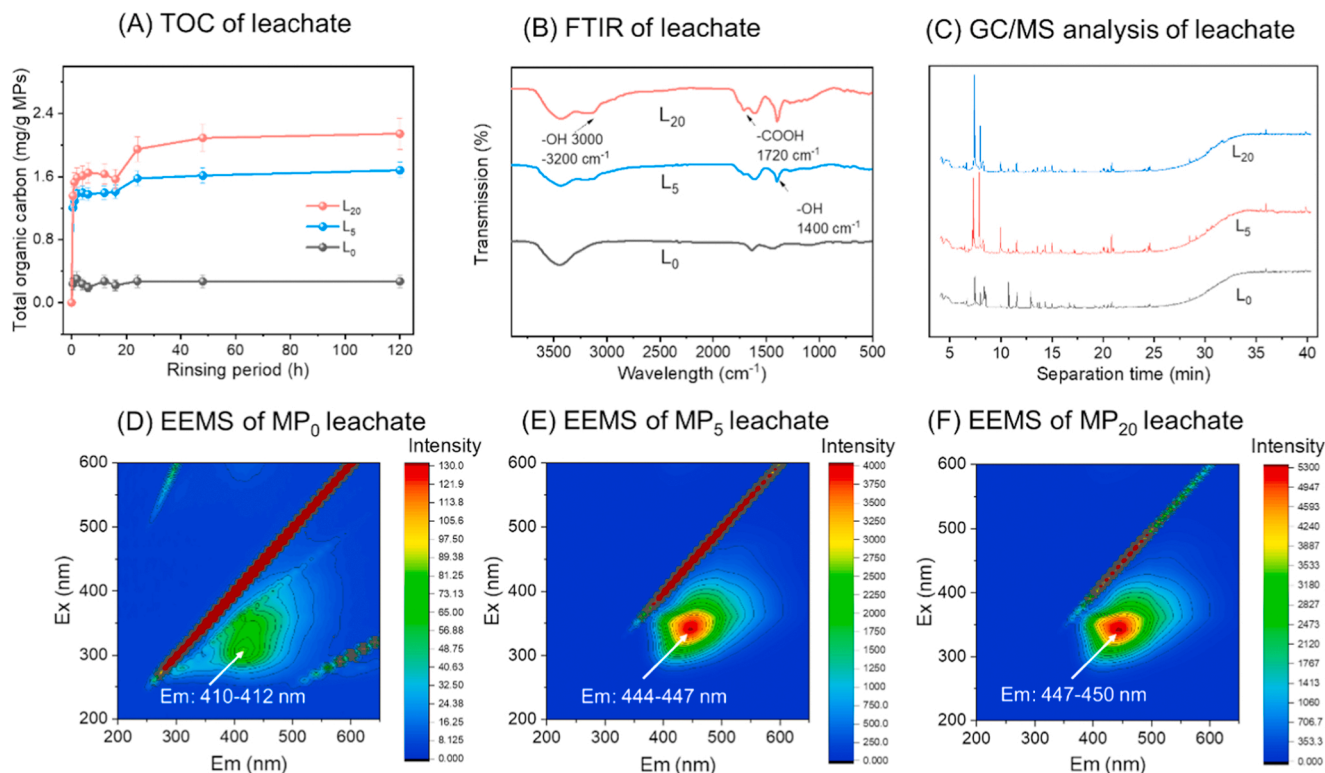 (A) TOC of leachate
Total organic carbon (mg/g MPs)
2.4
1.6
0.8
0.0
L20
L5
L0
0 20 40 60 80 100 120
Rinsing period (h)
(B) FTIR of leachate
Transmission (%)
L20
-OH 3000
-3200 cm-1
-COOH
1720 cm-1
L5
-OH
1400 cm-1
L0
3500 3000 2500 2000 1500 1000 500
Wavelength (cm-1)
(C) GC/MS analysis of leachate
L20
L5
L0
5 10 15 20 25 30 35 40
Separation time (min)
(D) EEMS of MP0 leachate
Intensity
Ex (nm)
600
500
400
300
200
Em: 410-412 nm
200 300 400 500 600
Em (nm)
130.0
121.9
113.8
105.6
97.50
89.38
81.25
73.13
65.00
56.88
48.75
40.63
32.50
24.38
16.25
8.125
0.000
(E) EEMS of MP5 leachate
Intensity
Ex (nm)
600
500
400
300
200
Em: 444-447 nm
200 300 400 500 600
Em (nm)
4000
3750
3500
3250
3000
2750
2500
2250
2000
1750
1500
1250
1000
750.0
500.0
250.0
0.000
(F) EEMS of MP20 leachate
Intensity
Ex (nm)
600
500
400
300
200
Em: 447-450 nm
200 300 400 500 600
Em (nm)
5300
4947
4593
4240
3887
3533
3180
2827
2473
2120
1767
1413
1060
706.7
353.3
0.000